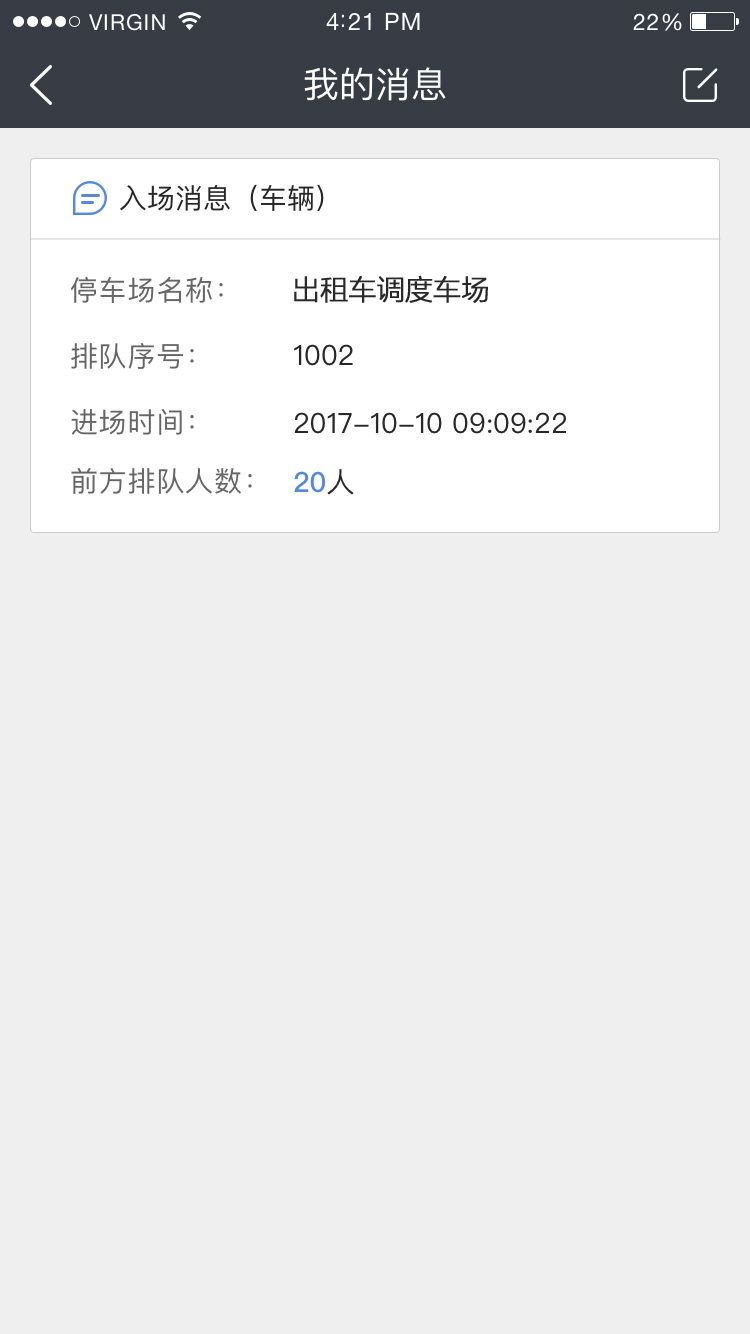 VIRGIN 4:21 PM 22%
我的消息
入场消息（车辆）
停车场名称： 出租车调度车场
排队序号： 1002
进场时间： 2017-10-10 09:09:22
前方排队人数： 20人